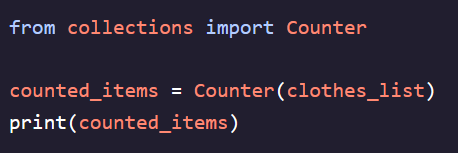 from collections import Counter
counted_items = Counter(clothes_list)
print(counted_items)